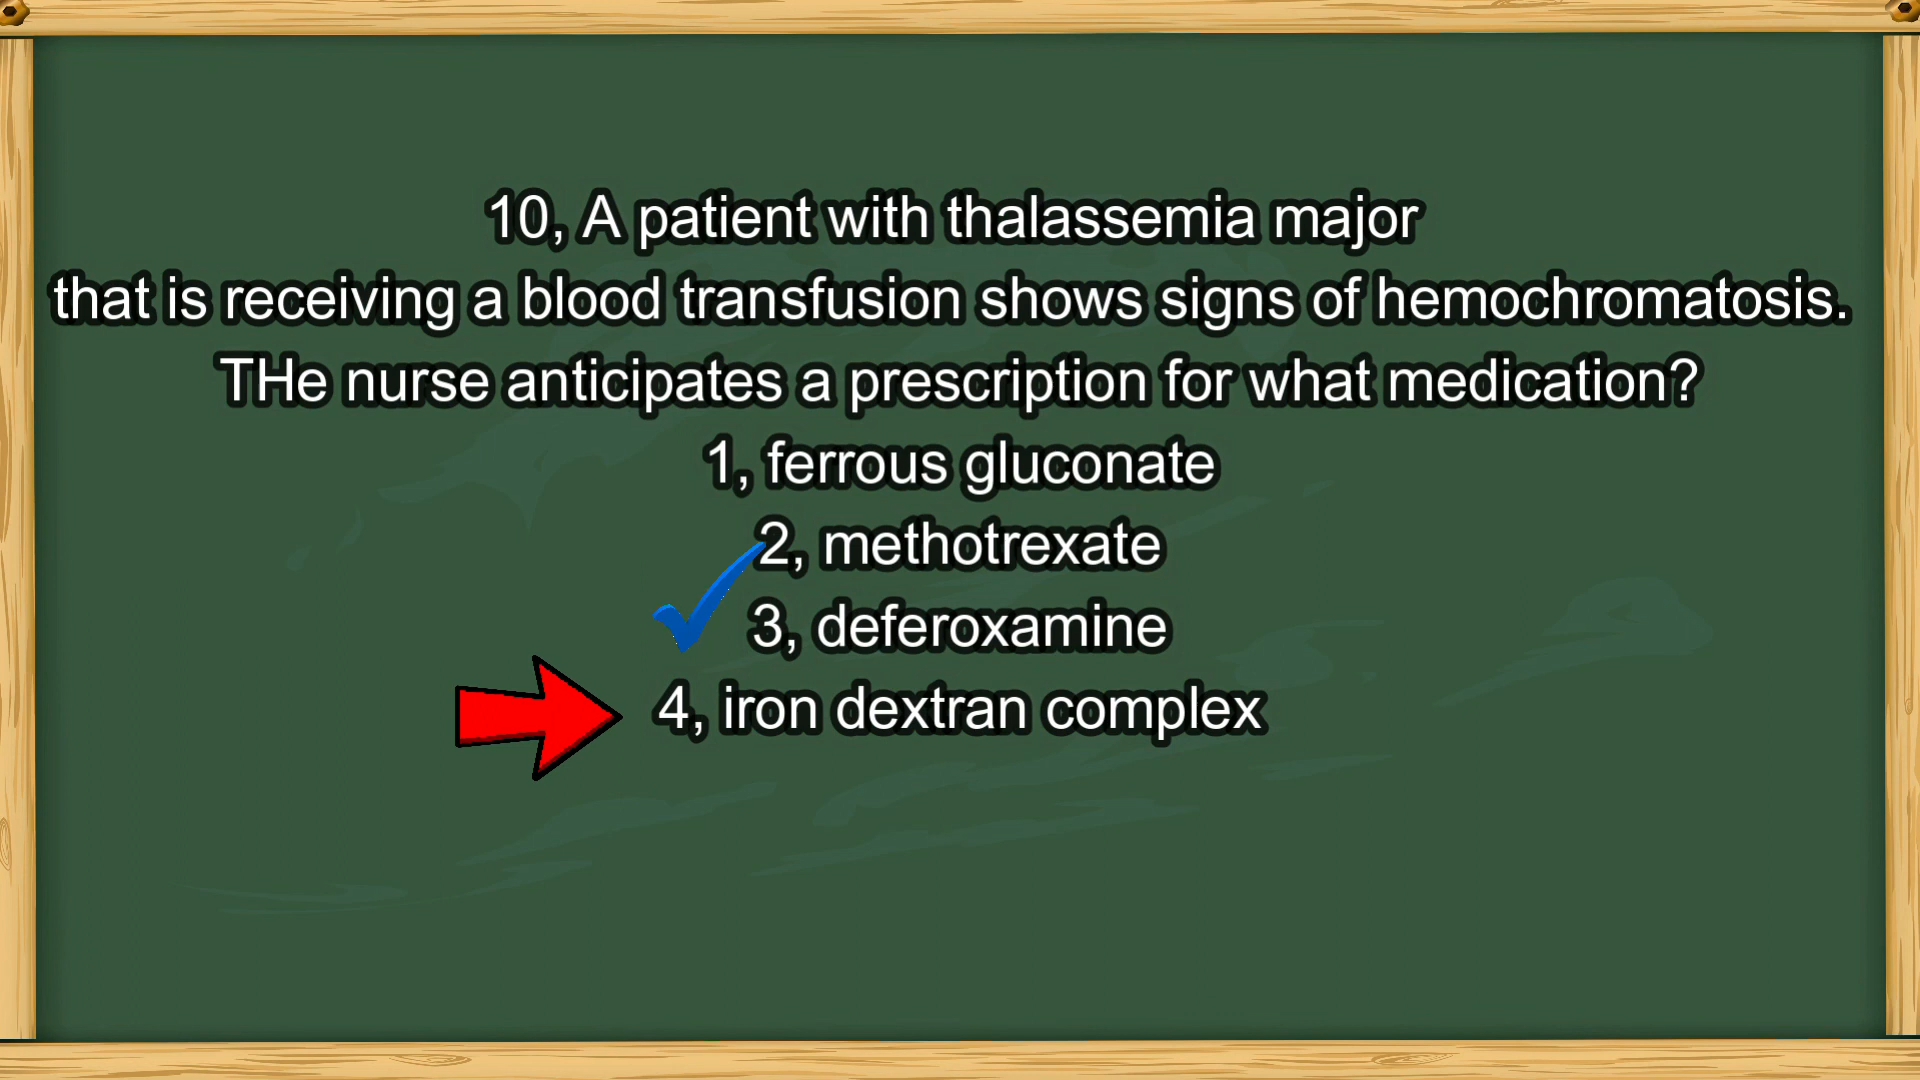 10, A patient with thalassemia major
that is receiving a blood transfusion shows signs of hemochromatosis.
THe nurse anticipates a prescription for what medication?
1, ferrous gluconate
2, methotrexate
3, deferoxamine
4, iron dextran complex